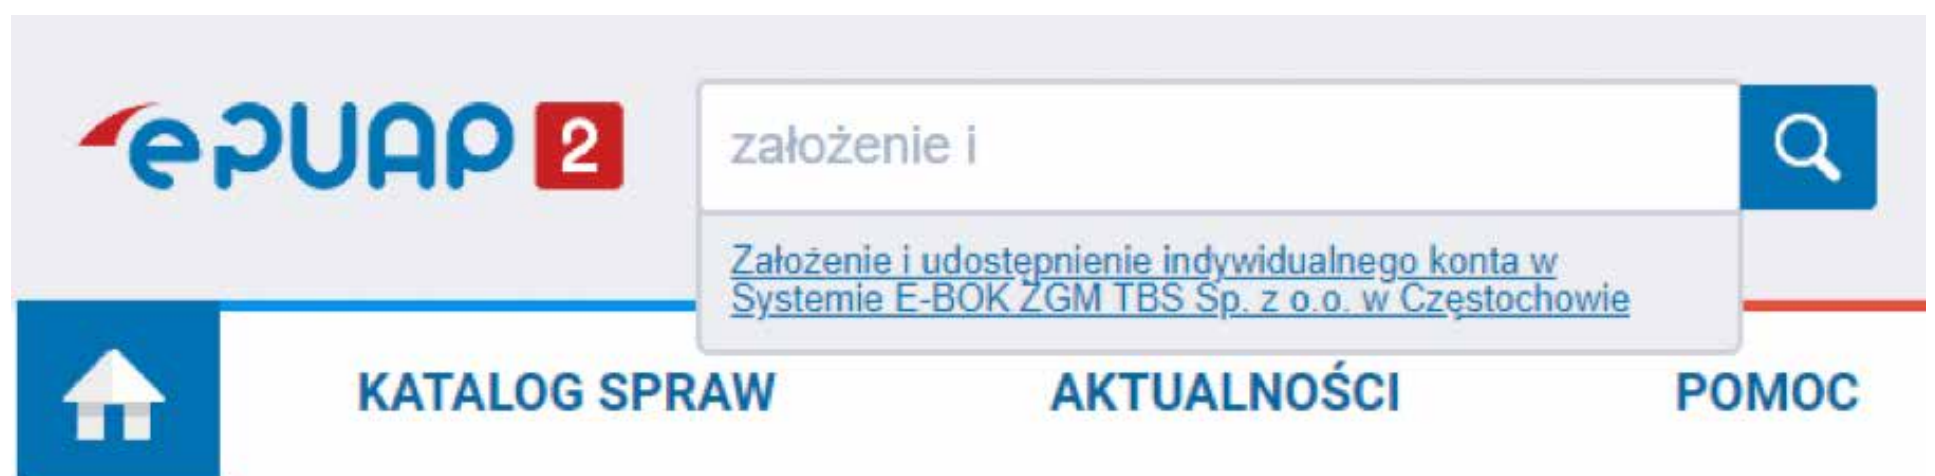 ePUAP 2
założenie i
Założenie i udostępnienie indywidualnego konta w
Systemie E-BOK ZGM TBS Sp. z o.o. w Częstochowie
KATALOG SPRAW AKTUALNOŚCI POMOC